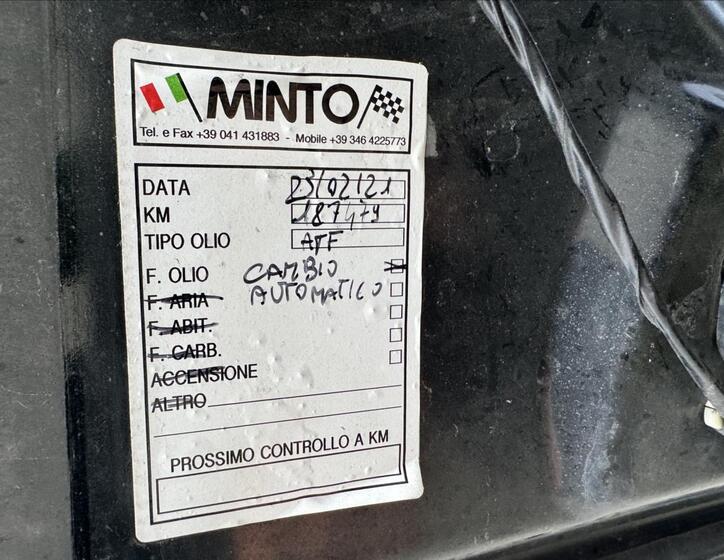 MINTO
Tel. e Fax +39 041 431883 - Mobile +39 346 4225773
DATA 23/02/21
KM 187479
TIPO OLIO ATF
F. OLIO CAMBIO
F. ARIA AUTOMATICO
F. ABIT.
F. CARB.
ACCENSIONE
ALTRO
PROSSIMO CONTROLLO A KM